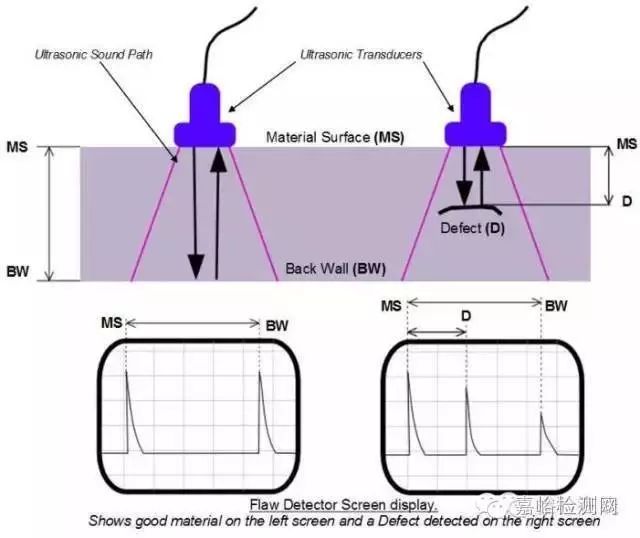 Ultrasonic Sound Path
Ultrasonic Transducers
MS
Material Surface (MS)
MS
D
Defect (D)
BW
Back Wall (BW)
MS
BW
MS
BW
D
Flaw Detector Screen display.
Shows good material on the left screen and a Defect detected on the right screen
嘉峪检测网